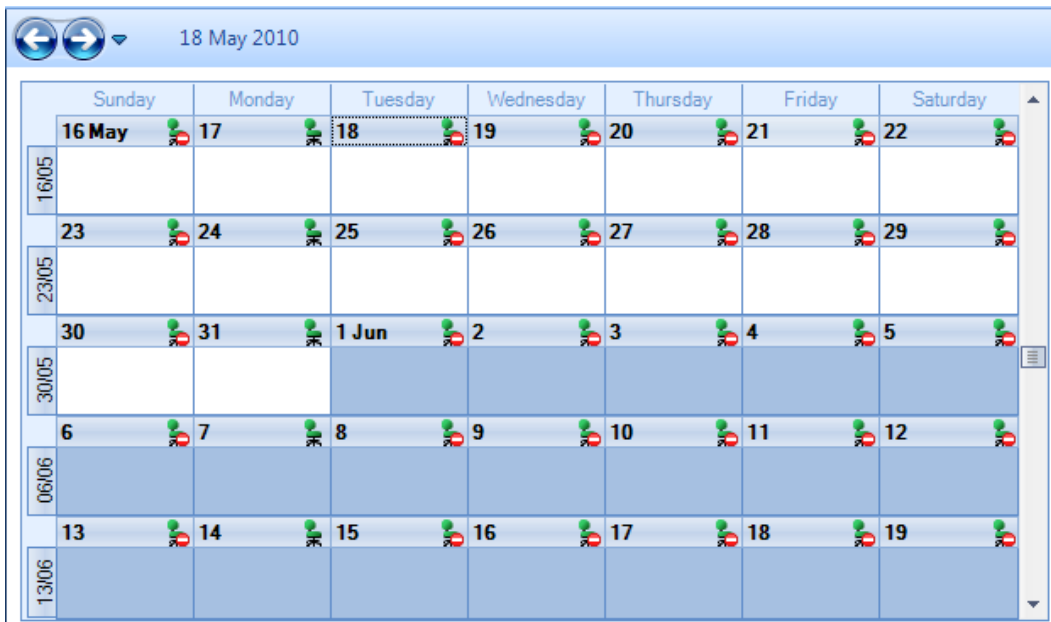 18 May 2010
Sunday Monday Tuesday Wednesday Thursday Friday Saturday
16 May 17 18 19 20 21 22
16/05
23 24 25 26 27 28 29
23/05
30 31 1 Jun 2 3 4 5
30/05
6 7 8 9 10 11 12
06/06
13 14 15 16 17 18 19
13/06